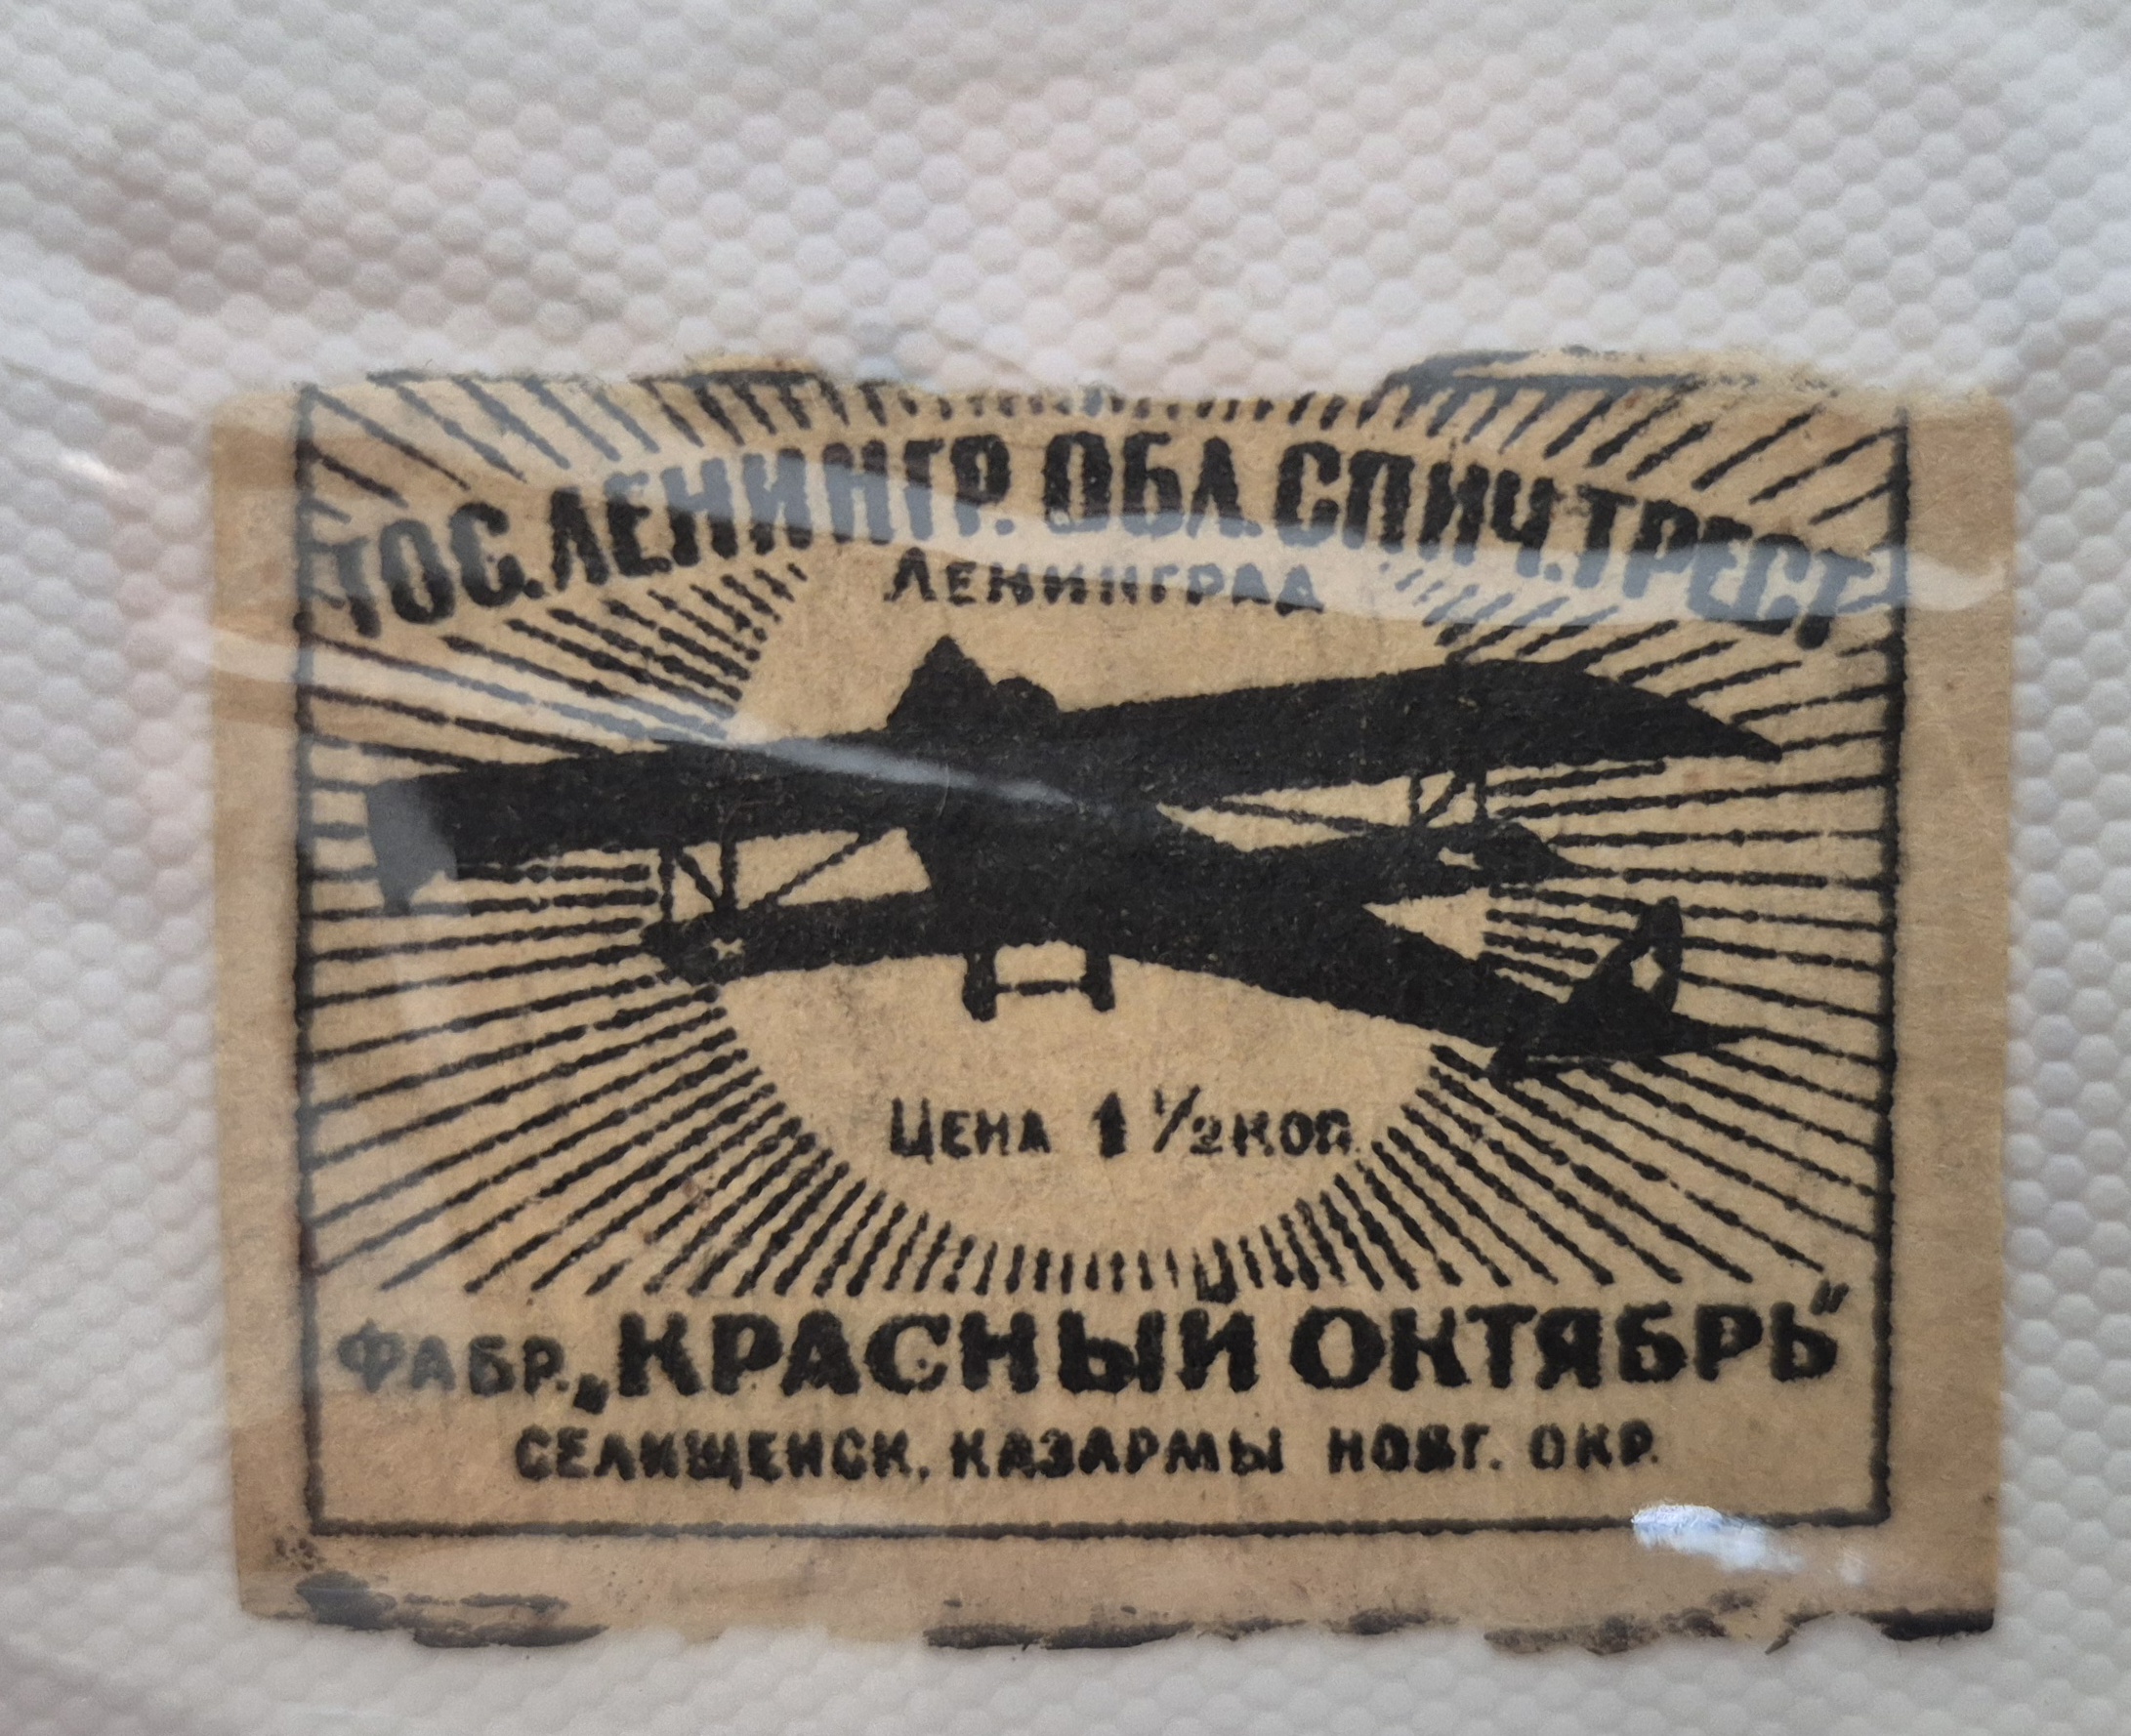 ГОС. ЛЕНИНГР. ОБЛ. СПИЧ. ТРЕСТ
ЛЕНИНГРАД
ЦЕНА 1 1/2 КОП.
ФАБР. „КРАСНЫЙ ОКТЯБРЬ"
СЕЛИЩЕНСК. КАЗАРМЫ НОВГ. ОКР.